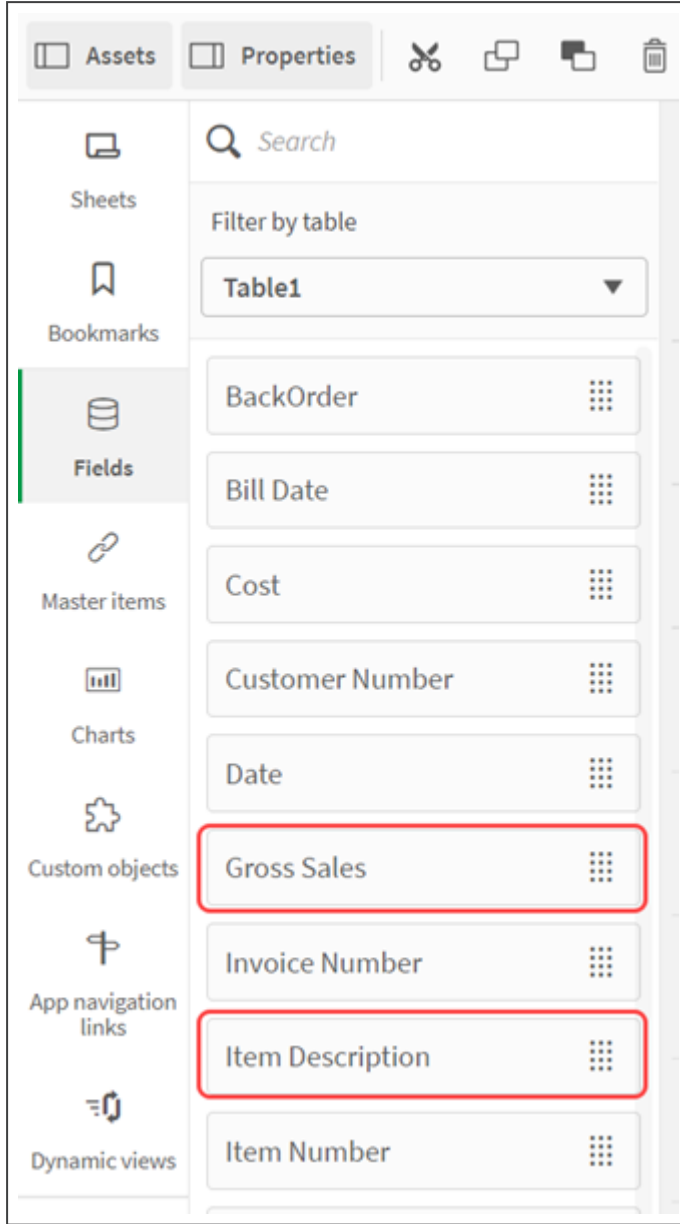 Assets
Properties
Sheets
Bookmarks
Fields
Master items
Charts
Custom objects
App navigation
links
Dynamic views
Search
Filter by table
Table1
BackOrder
Bill Date
Cost
Customer Number
Date
Gross Sales
Invoice Number
Item Description
Item Number